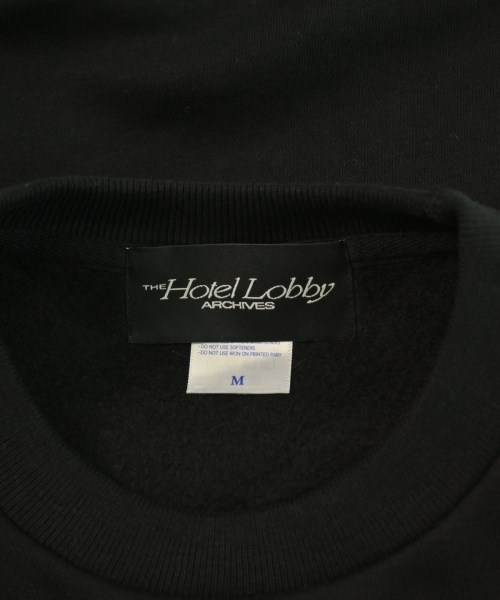 THE Hotel Lobby
ARCHIVES
- DO NOT USE SOFTENERS.
- DO NOT USE IRON ON PRINTED PART
M